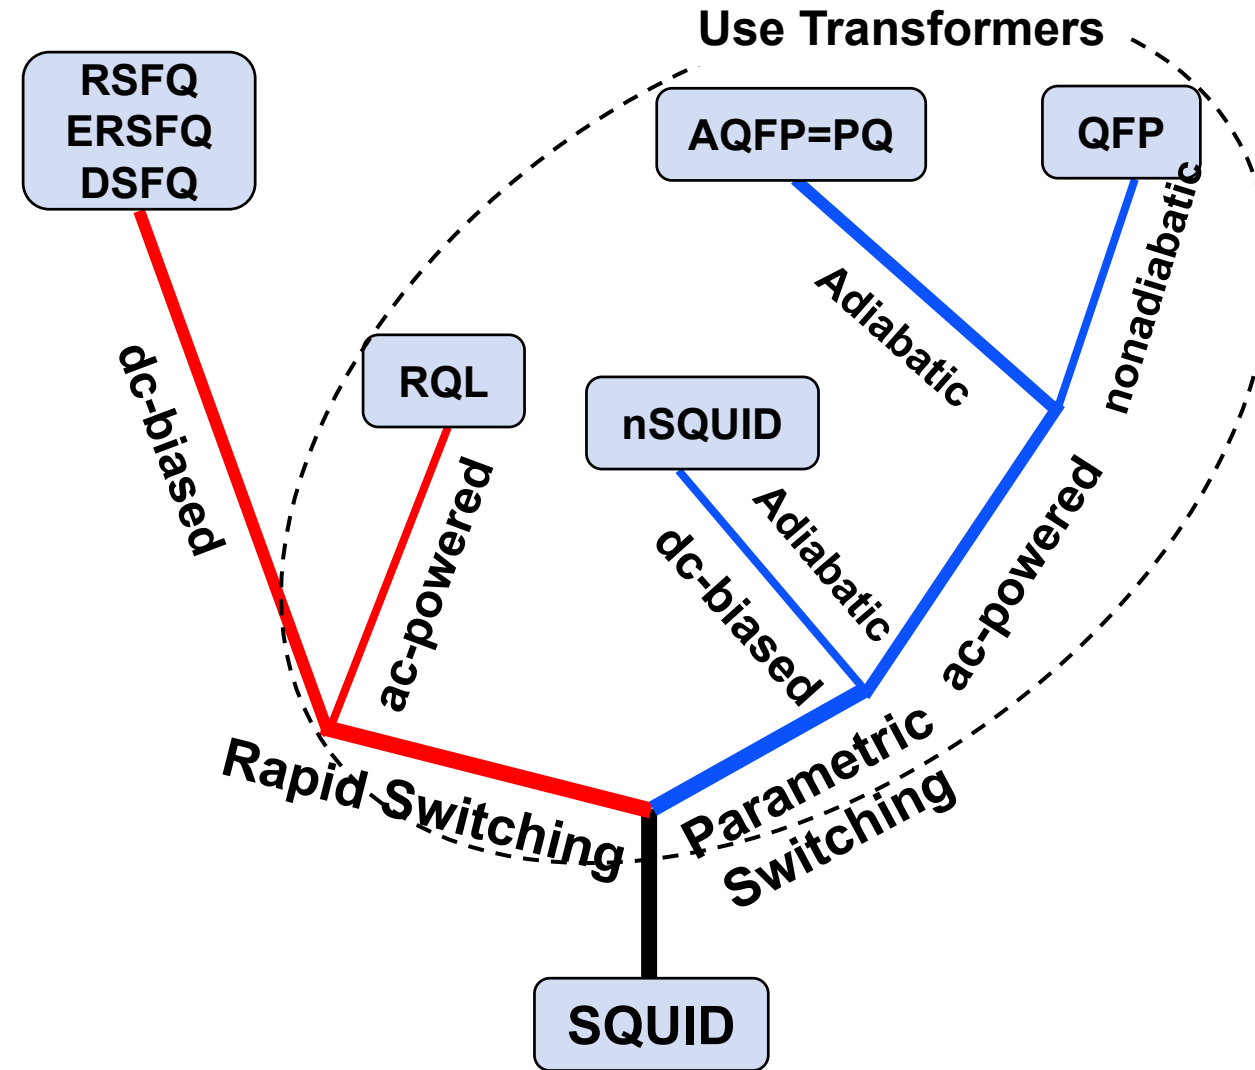 Use Transformers
RSFQ
ERSFQ
DSFQ
AQFP=PQ
QFP
nonadiabatic
Adiabatic
dc-biased
RQL
nSQUID
ac-powered
Adiabatic
dc-biased
ac-powered
Rapid Switching
Parametric
Switching
SQUID